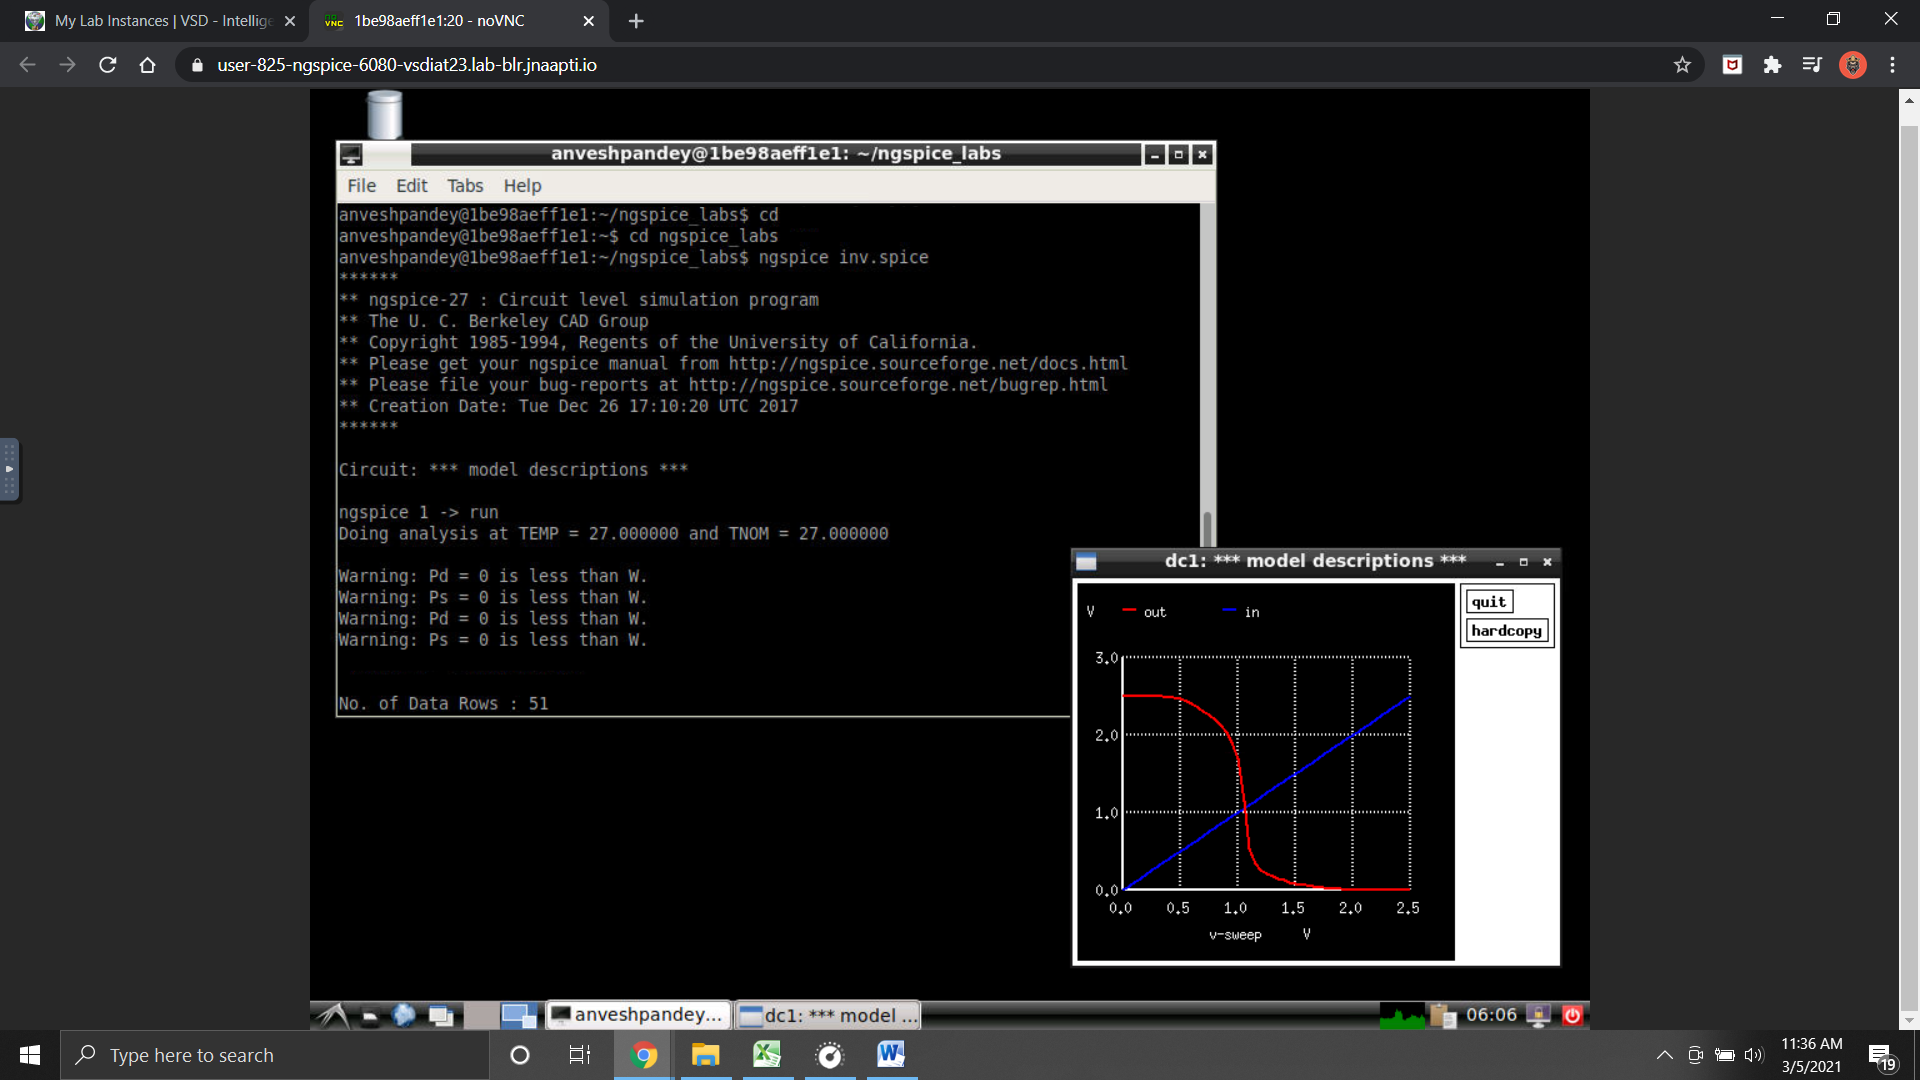 My Lab Instances | VSD - Intellige
1be98aeff1e1:20 - noVNC
user-825-ngspice-6080-vsdiat23.lab-blr.jnaapti.io
anveshpandey@1be98aeff1e1: ~/ngspice_labs
File Edit Tabs Help
anveshpandey@1be98aeff1e1:~/ngspice_labs$ cd
anveshpandey@1be98aeff1e1:~$ cd ngspice_labs
anveshpandey@1be98aeff1e1:~/ngspice_labs$ ngspice inv.spice
******
** ngspice-27 : Circuit level simulation program
** The U. C. Berkeley CAD Group
** Copyright 1985-1994, Regents of the University of California.
** Please get your ngspice manual from http://ngspice.sourceforge.net/docs.html
** Please file your bug-reports at http://ngspice.sourceforge.net/bugrep.html
** Creation Date: Tue Dec 26 17:10:20 UTC 2017
******
Circuit: *** model descriptions ***
ngspice 1 -> run
Doing analysis at TEMP = 27.000000 and TNOM = 27.000000
Warning: Pd = 0 is less than W.
Warning: Ps = 0 is less than W.
Warning: Pd = 0 is less than W.
Warning: Ps = 0 is less than W.
No. of Data Rows : 51
dc1: *** model descriptions ***
quit
hardcopy
V out in
3.0
2.0
1.0
0.0
0.0 0.5 1.0 1.5 2.0 2.5
v-sweep V
anveshpandey...
dc1: *** model ...
06:06
Type here to search
11:36 AM
3/5/2021
19